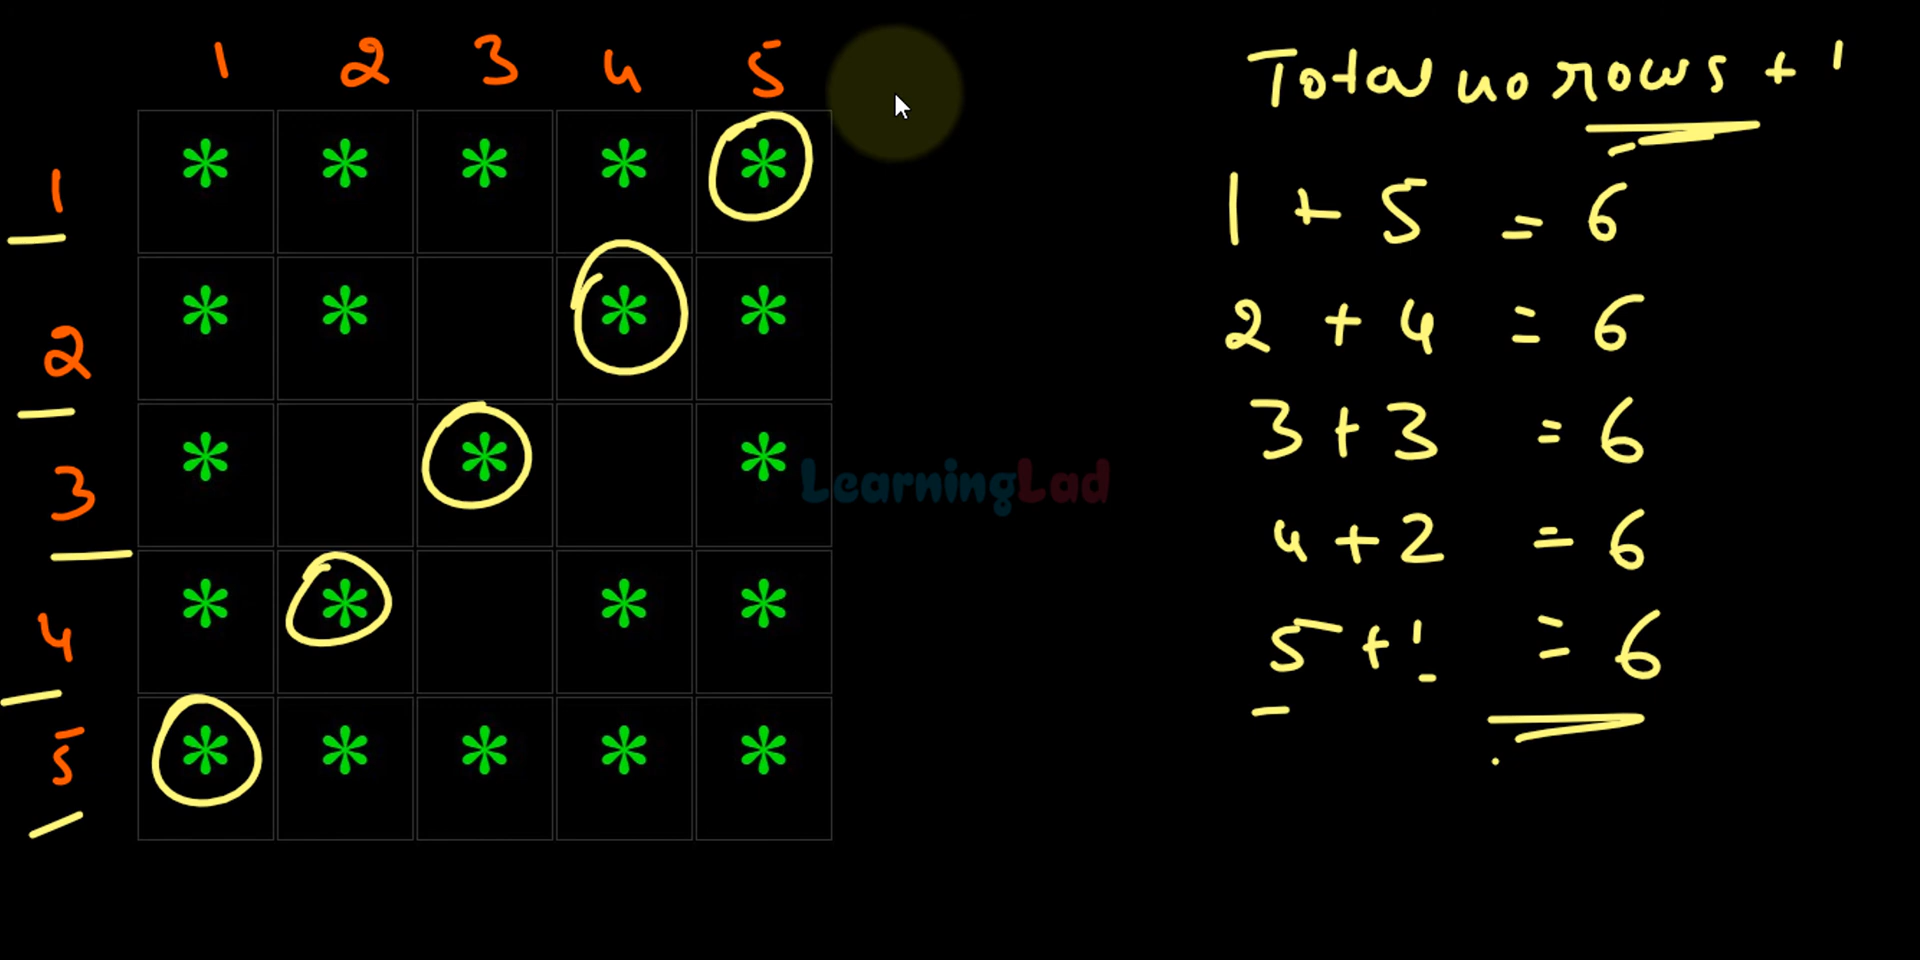 1 2 3 4 5
Total no rows + 1
1 * * * * *
1 + 5 = 6
2 * * * *
2 + 4 = 6
3 * * *
3 + 3 = 6
LearningLad
4 * * * *
4 + 2 = 6
5 * * * * *
5 + 1 = 6